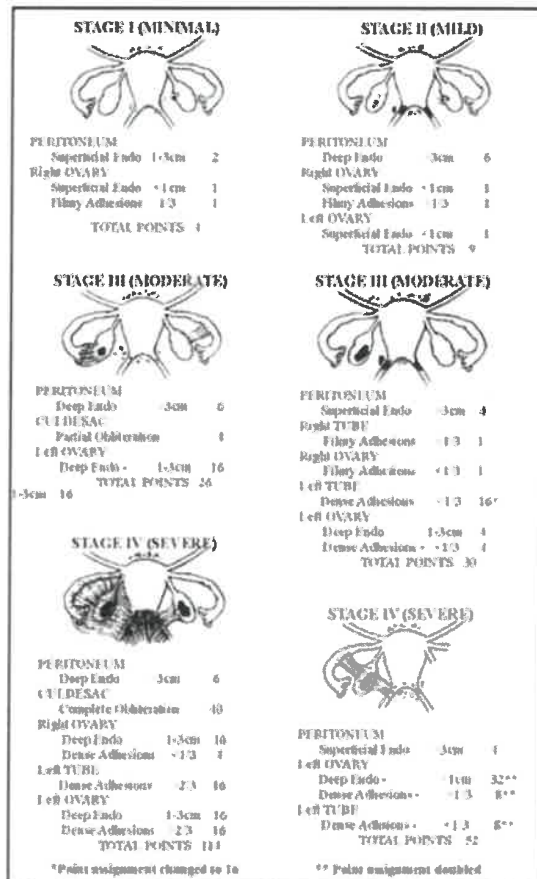 STAGE I (MINIMAL)
PERITONEUM
Superficial Endo 1-3cm 2
Right OVARY
Superficial Endo <1cm 1
Filmy Adhesions 1/3 1
TOTAL POINTS 4
STAGE II (MILD)
PERITONEUM
Deep Endo 3cm 6
Right OVARY
Superficial Endo <1cm 1
Filmy Adhesions 1/3 1
Left OVARY
Superficial Endo <1cm 1
TOTAL POINTS 9
STAGE III (MODERATE)
PERITONEUM
Deep Endo 3cm 6
CULDESAC
Partial Obliteration 4
Left OVARY
Deep Endo - 1-3cm 16
TOTAL POINTS 26
1-3cm 16
STAGE III (MODERATE)
PERITONEUM
Superficial Endo 3cm 4
Right TUBE
Filmy Adhesions <1/3 1
Right OVARY
Filmy Adhesions <1/3 1
Left TUBE
Dense Adhesions <1/3 16*
Left OVARY
Deep Endo 1-3cm 4
Dense Adhesions - <1/3 4
TOTAL POINTS 30
STAGE IV (SEVERE)
PERITONEUM
Deep Endo 3cm 6
CULDESAC
Complete Obliteration 40
Right OVARY
Deep Endo 1-3cm 16
Dense Adhesions <1/3 4
Left TUBE
Dense Adhesions 2/3 16
Left OVARY
Deep Endo 1-3cm 16
Dense Adhesions 2/3 16
TOTAL POINTS 114
*Point assignment changed to 16
STAGE IV (SEVERE)
PERITONEUM
Superficial Endo 3cm 4
Left OVARY
Deep Endo - 1cm 32**
Dense Adhesions - <1/3 8**
Left TUBE
Dense Adhesions - <1/3 8**
TOTAL POINTS 52
** Point assignment doubled